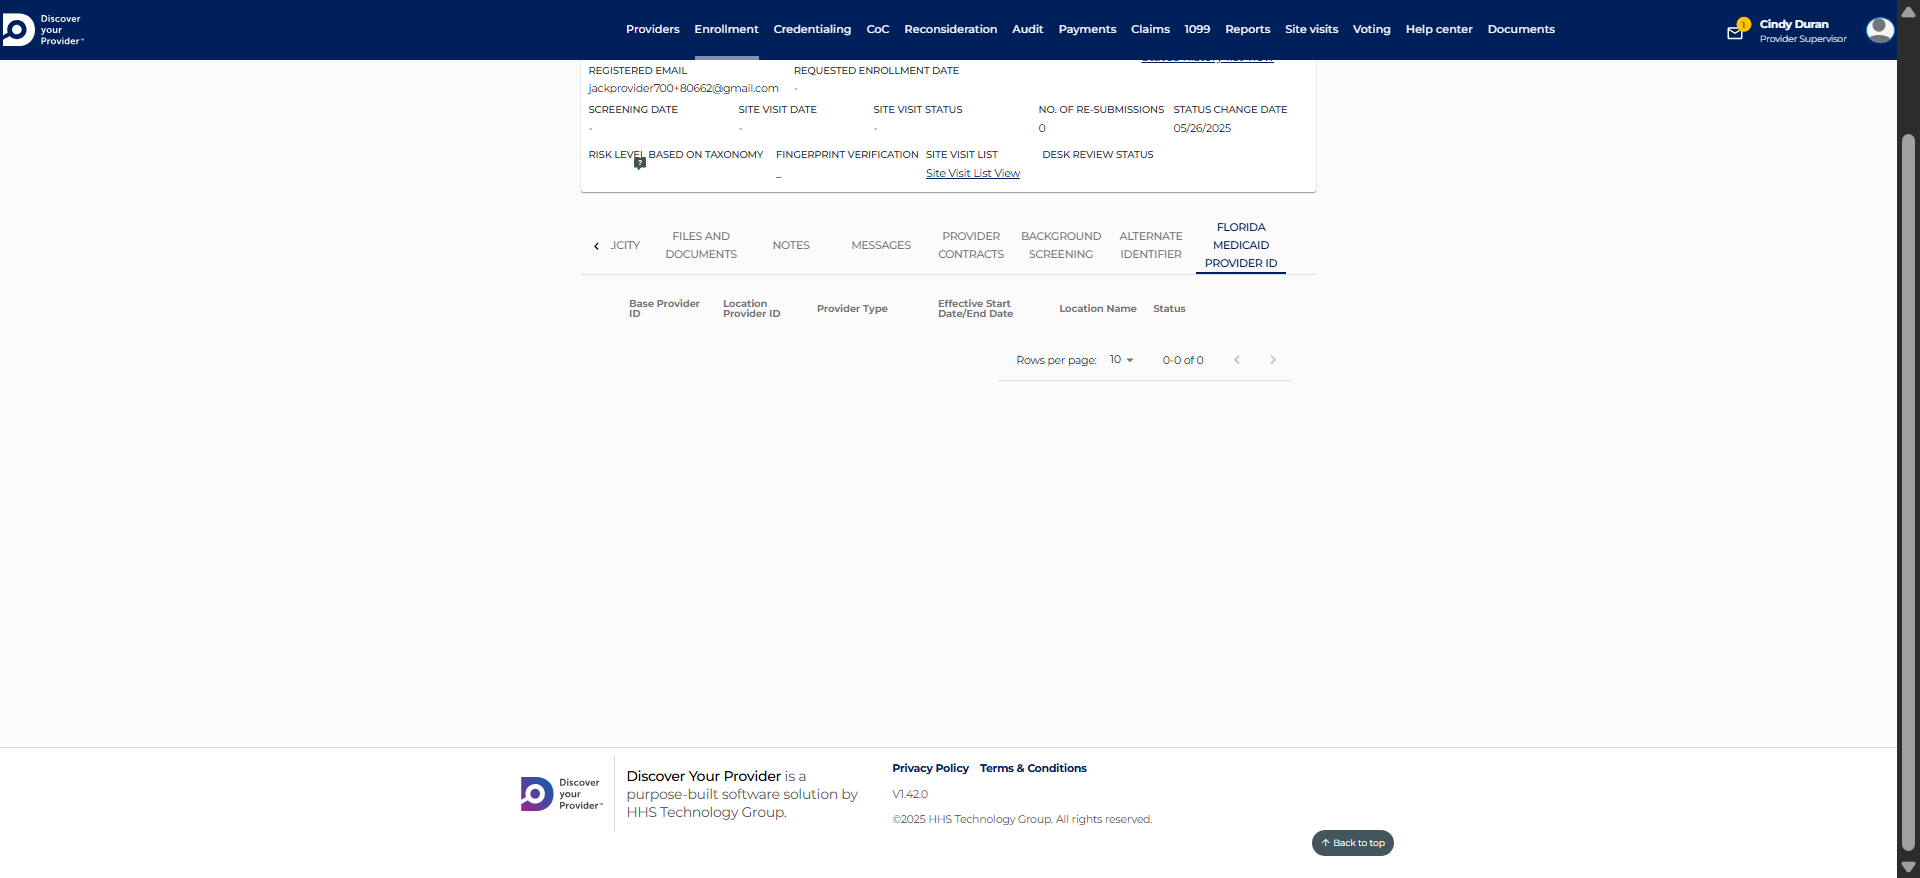 Discover
your
Provider™
Providers Enrollment Credentialing CoC Reconsideration Audit Payments Claims 1099 Reports Site visits Voting Help center Documents
1
Cindy Duran
Provider Supervisor
Status History list view
REGISTERED EMAIL REQUESTED ENROLLMENT DATE
jackprovider700+80662@gmail.com -
SCREENING DATE SITE VISIT DATE SITE VISIT STATUS NO. OF RE-SUBMISSIONS STATUS CHANGE DATE
- - - 0 05/26/2025
RISK LEVEL BASED ON TAXONOMY FINGERPRINT VERIFICATION SITE VISIT LIST DESK REVIEW STATUS
?
_ Site Visit List View
ICITY
FILES AND
DOCUMENTS
NOTES
MESSAGES
PROVIDER
CONTRACTS
BACKGROUND
SCREENING
ALTERNATE
IDENTIFIER
FLORIDA
MEDICAID
PROVIDER ID
Base Provider
ID
Location
Provider ID
Provider Type
Effective Start
Date/End Date
Location Name
Status
Rows per page: 10 0-0 of 0
Discover
your
Provider™
Discover Your Provider is a
purpose-built software solution by
HHS Technology Group.
Privacy Policy Terms & Conditions
V1.42.0
©2025 HHS Technology Group. All rights reserved.
Back to top